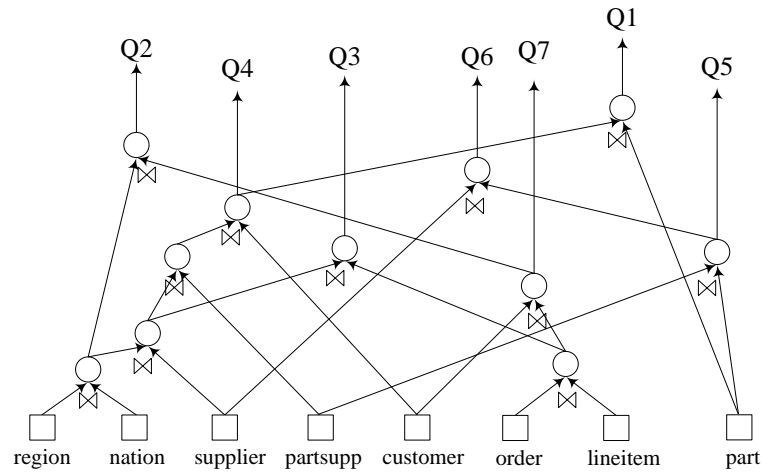 Q1
Q2
Q3
Q6
Q4
Q7
Q5
⋈
⋈
⋈
⋈
⋈
⋈
⋈
⋈
⋈
⋈
region nation supplier partsupp customer order lineitem part